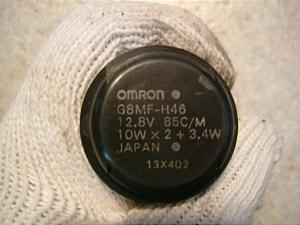 OMRON
G8MF-H46
12.8V 85C/M
10W × 2 + 3.4W
JAPAN
13X4D2